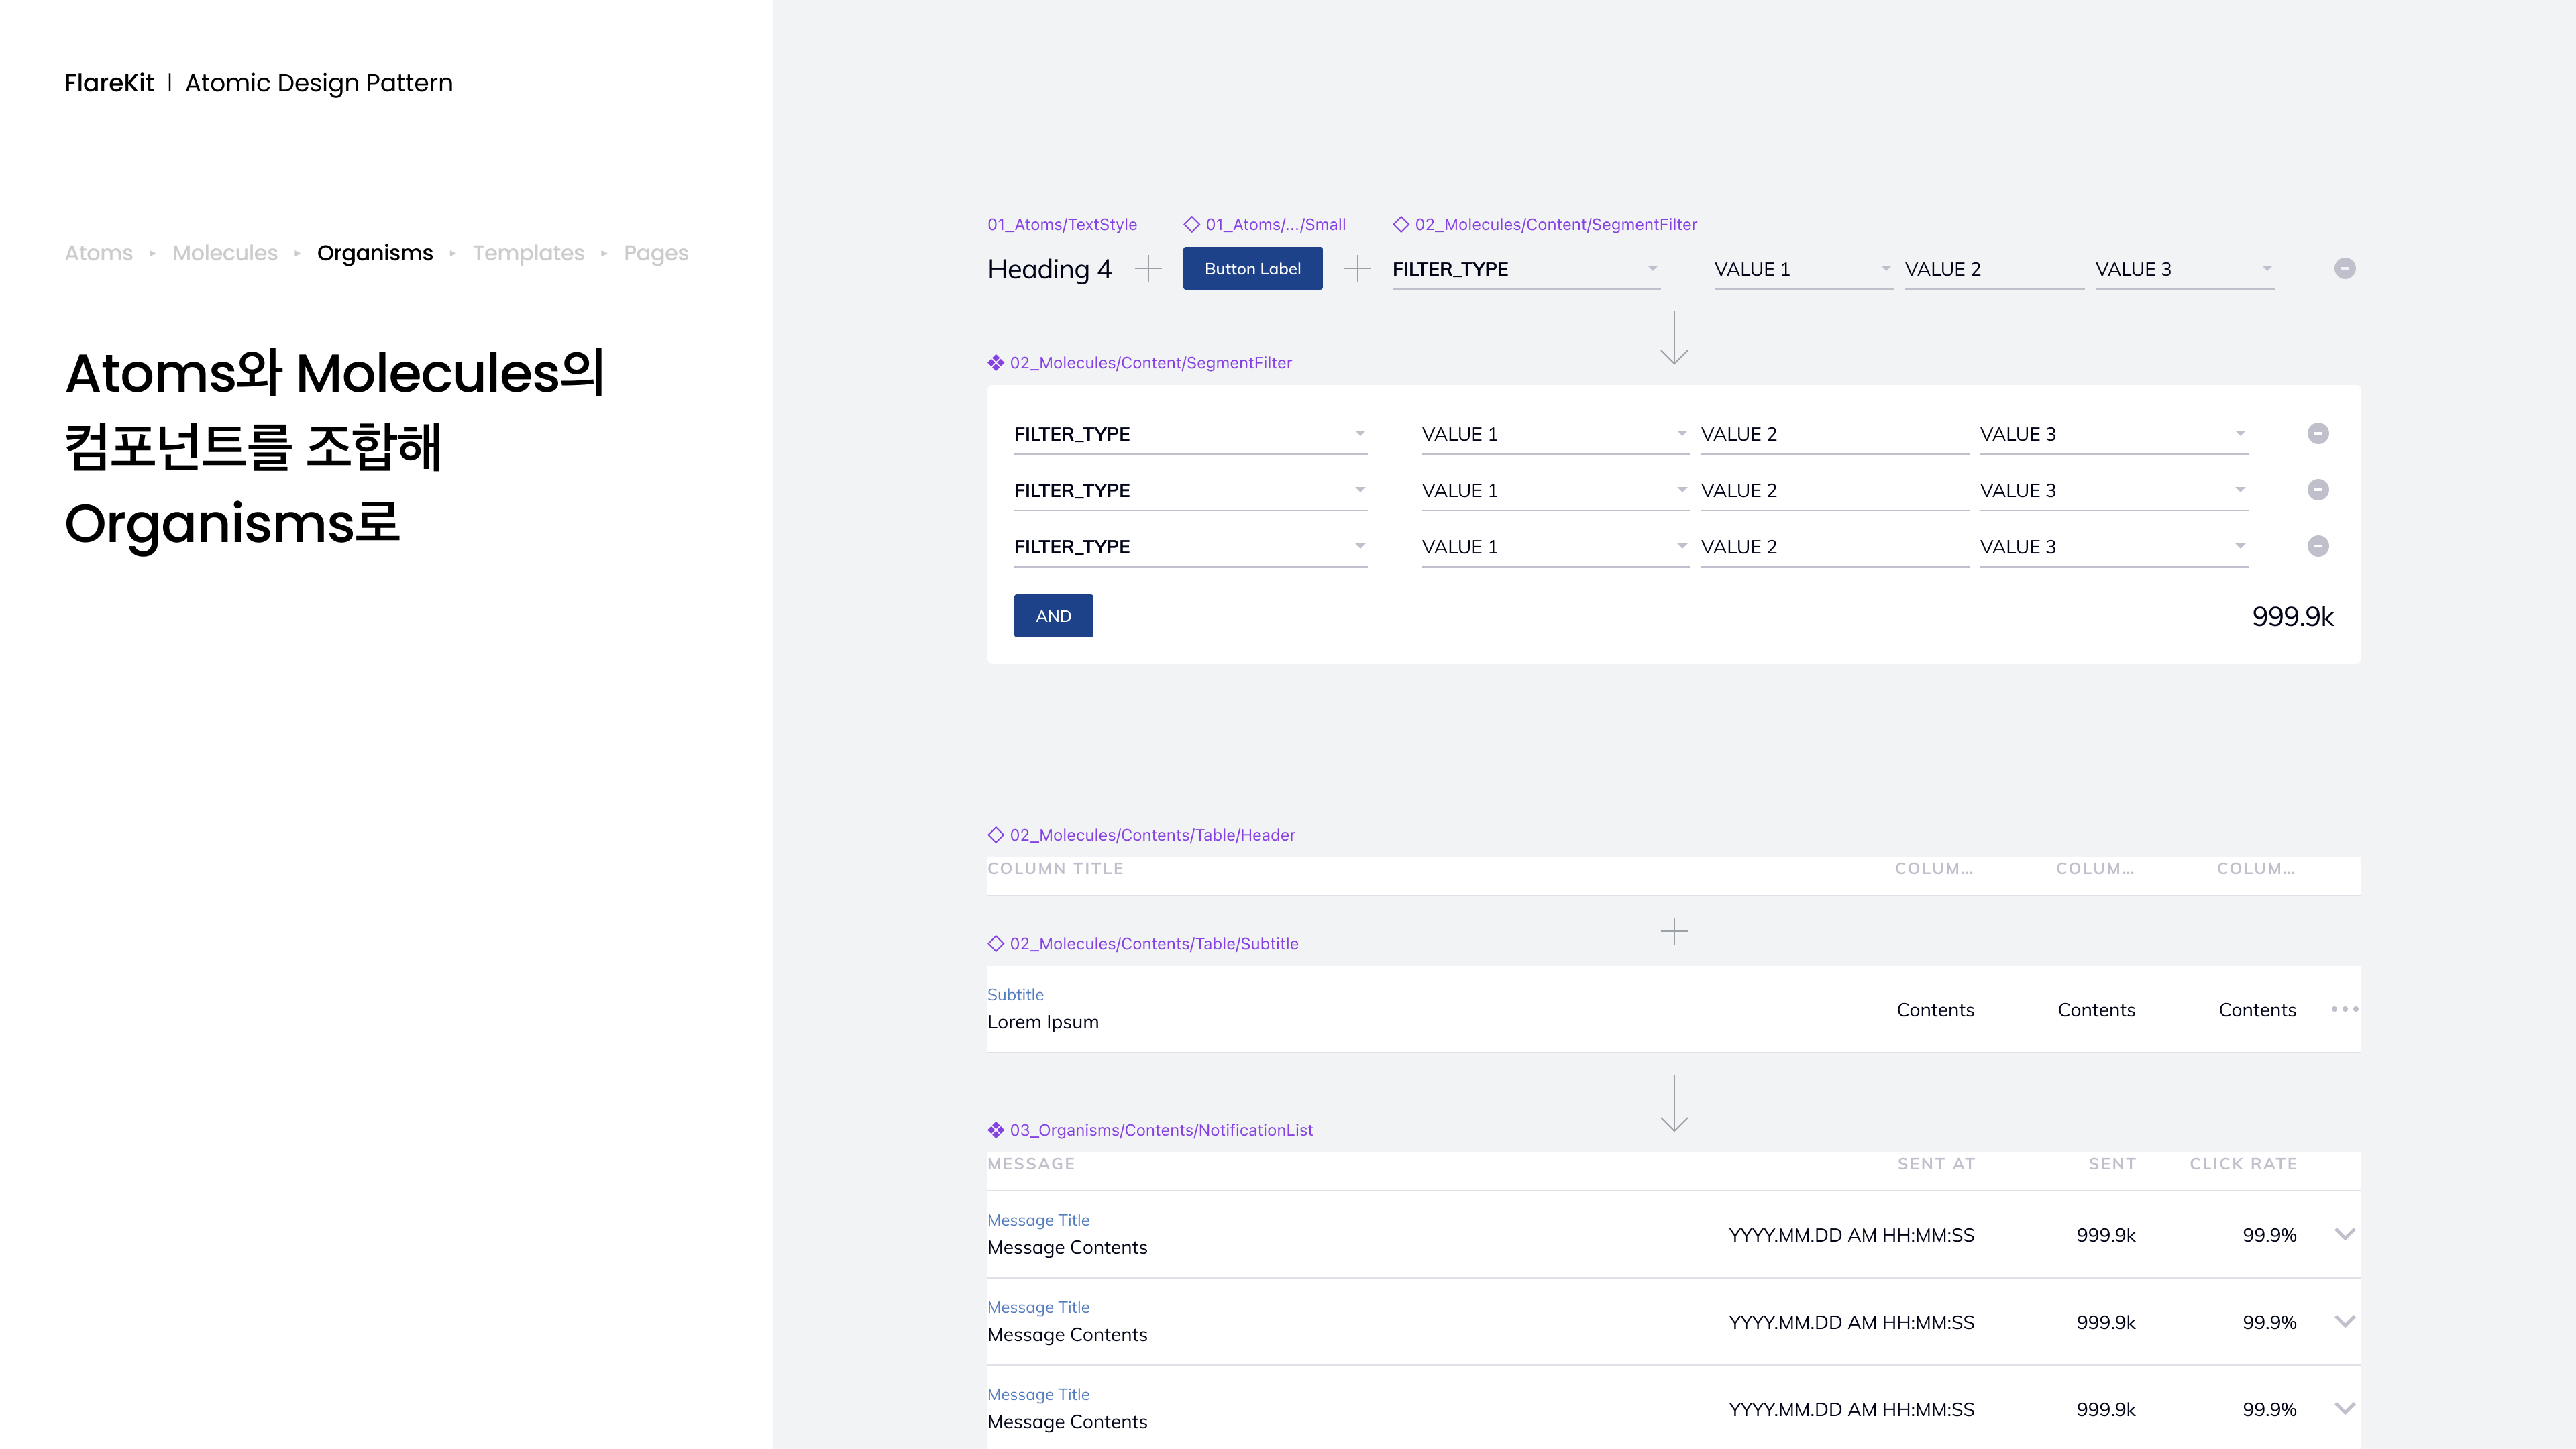 FlareKit | Atomic Design Pattern
Atoms ▸ Molecules ▸ Organisms ▸ Templates ▸ Pages
Atoms와 Molecules의
컴포넌트를 조합해
Organisms로
01_Atoms/TextStyle 01_Atoms/.../Small 02_Molecules/Content/SegmentFilter
Heading 4 Button Label FILTER_TYPE VALUE 1 VALUE 2 VALUE 3
02_Molecules/Content/SegmentFilter
FILTER_TYPE VALUE 1 VALUE 2 VALUE 3
FILTER_TYPE VALUE 1 VALUE 2 VALUE 3
FILTER_TYPE VALUE 1 VALUE 2 VALUE 3
AND 999.9k
02_Molecules/Contents/Table/Header
COLUMN TITLE COLUM... COLUM... COLUM...
02_Molecules/Contents/Table/Subtitle
Subtitle
Lorem Ipsum Contents Contents Contents
03_Organisms/Contents/NotificationList
MESSAGE SENT AT SENT CLICK RATE
Message Title
Message Contents YYYY.MM.DD AM HH:MM:SS 999.9k 99.9%
Message Title
Message Contents YYYY.MM.DD AM HH:MM:SS 999.9k 99.9%
Message Title
Message Contents YYYY.MM.DD AM HH:MM:SS 999.9k 99.9%